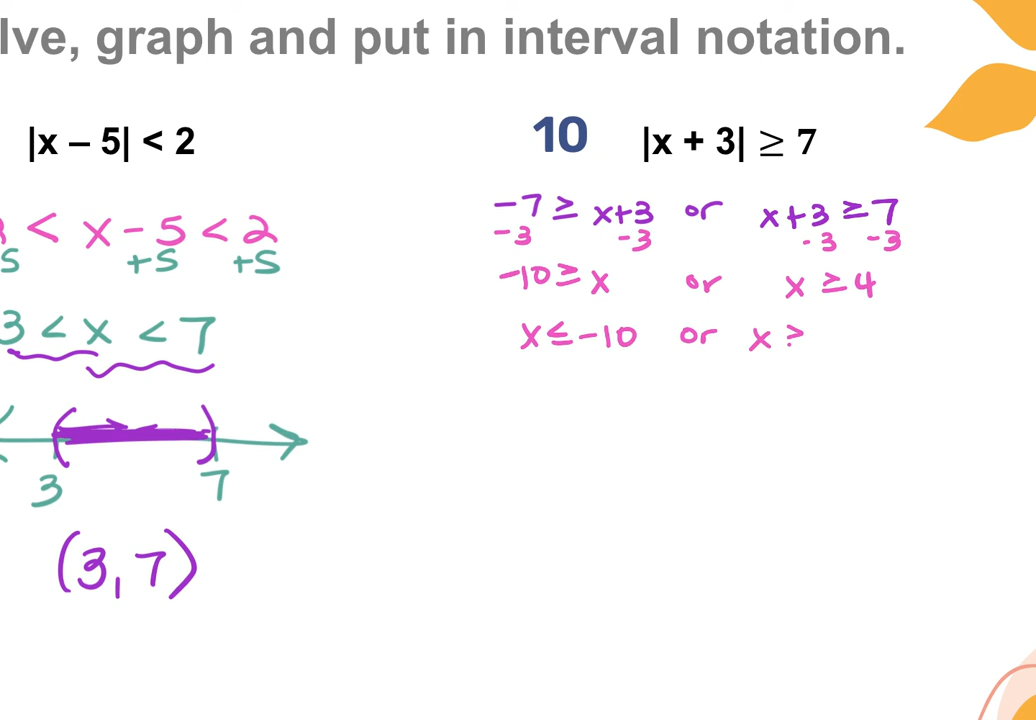 lve, graph and put in interval notation.
|x – 5| < 2
< x - 5 < 2
5 +5 +5
3 < x < 7
3 7
(3, 7)
10 |x + 3| ≥ 7
-7 ≥ x+3 or x+3 ≥ 7
-3 -3 -3 -3
-10 ≥ x or x ≥ 4
x ≤ -10 or x >